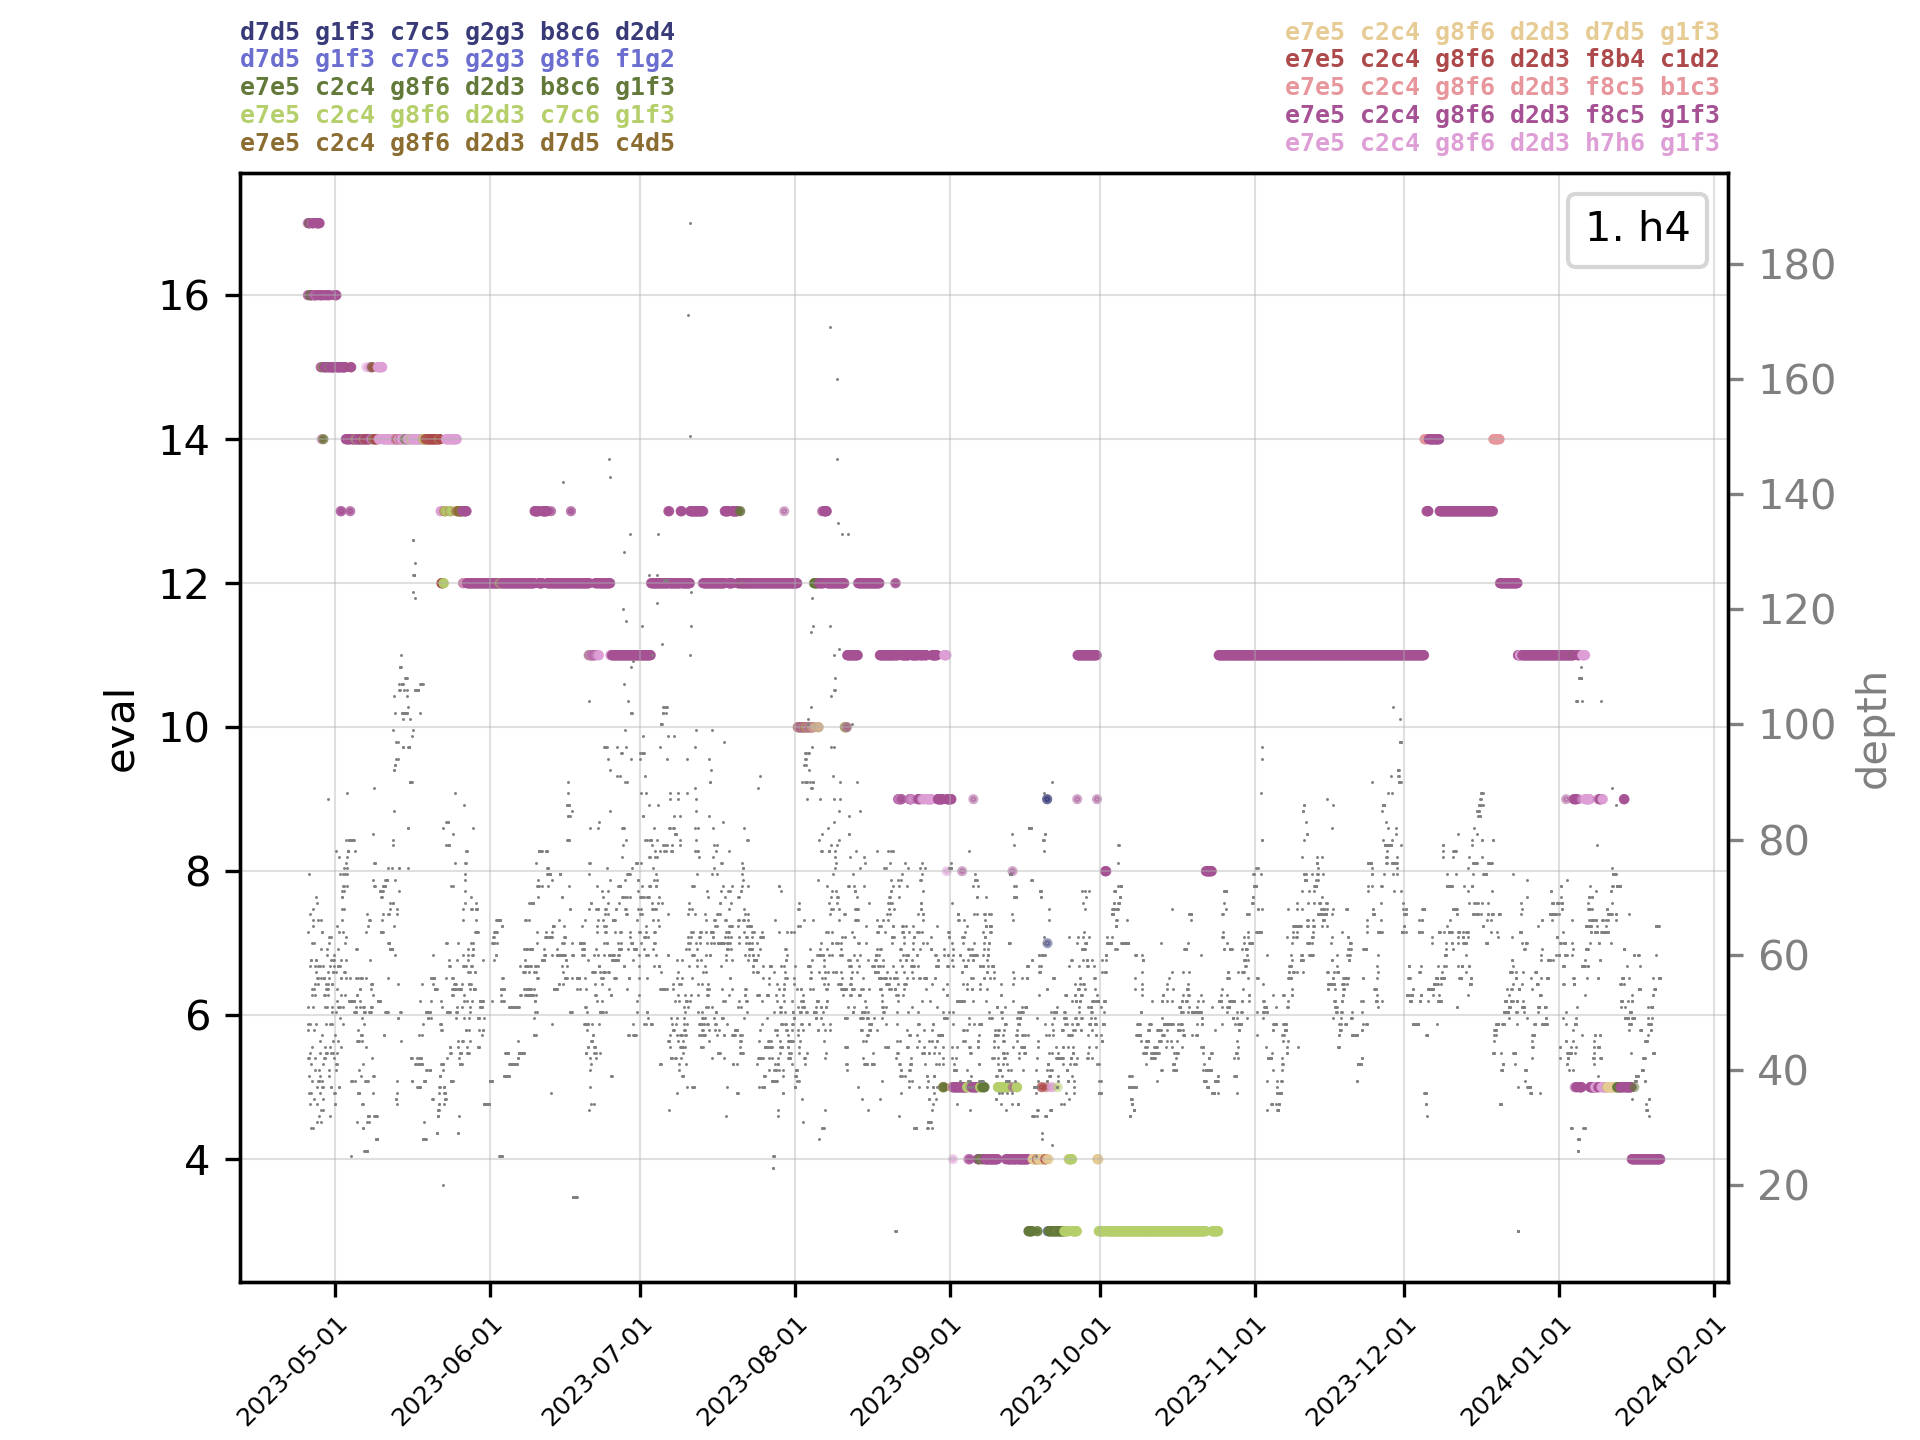 d7d5 g1f3 c7c5 g2g3 b8c6 d2d4
d7d5 g1f3 c7c5 g2g3 g8f6 f1g2
e7e5 c2c4 g8f6 d2d3 b8c6 g1f3
e7e5 c2c4 g8f6 d2d3 c7c6 g1f3
e7e5 c2c4 g8f6 d2d3 d7d5 c4d5
e7e5 c2c4 g8f6 d2d3 d7d5 g1f3
e7e5 c2c4 g8f6 d2d3 f8b4 c1d2
e7e5 c2c4 g8f6 d2d3 f8c5 b1c3
e7e5 c2c4 g8f6 d2d3 f8c5 g1f3
e7e5 c2c4 g8f6 d2d3 h7h6 g1f3
1. h4
eval
16
14
12
10
8
6
4
depth
180
160
140
120
100
80
60
40
20
2023-05-01
2023-06-01
2023-07-01
2023-08-01
2023-09-01
2023-10-01
2023-11-01
2023-12-01
2024-01-01
2024-02-01